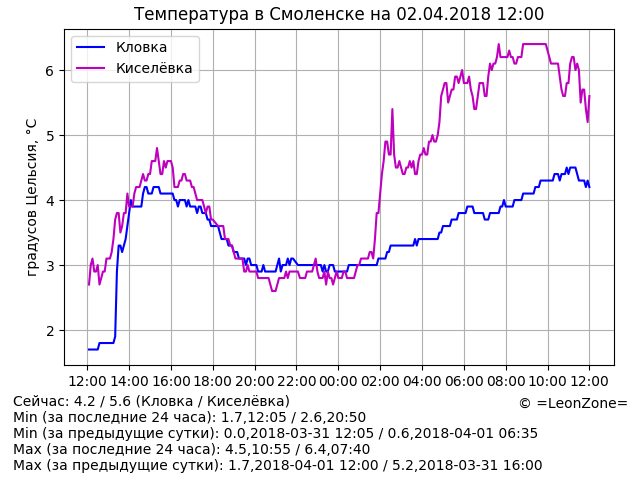 Температура в Смоленске на 02.04.2018 12:00
Кловка
Киселёвка
градусов Цельсия, °C
6
5
4
3
2
12:00 14:00 16:00 18:00 20:00 22:00 00:00 02:00 04:00 06:00 08:00 10:00 12:00
Сейчас: 4.2 / 5.6 (Кловка / Киселёвка)
© =LeonZone=
Min (за последние 24 часа): 1.7,12:05 / 2.6,20:50
Min (за предыдущие сутки): 0.0,2018-03-31 12:05 / 0.6,2018-04-01 06:35
Max (за последние 24 часа): 4.5,10:55 / 6.4,07:40
Max (за предыдущие сутки): 1.7,2018-04-01 12:00 / 5.2,2018-03-31 16:00